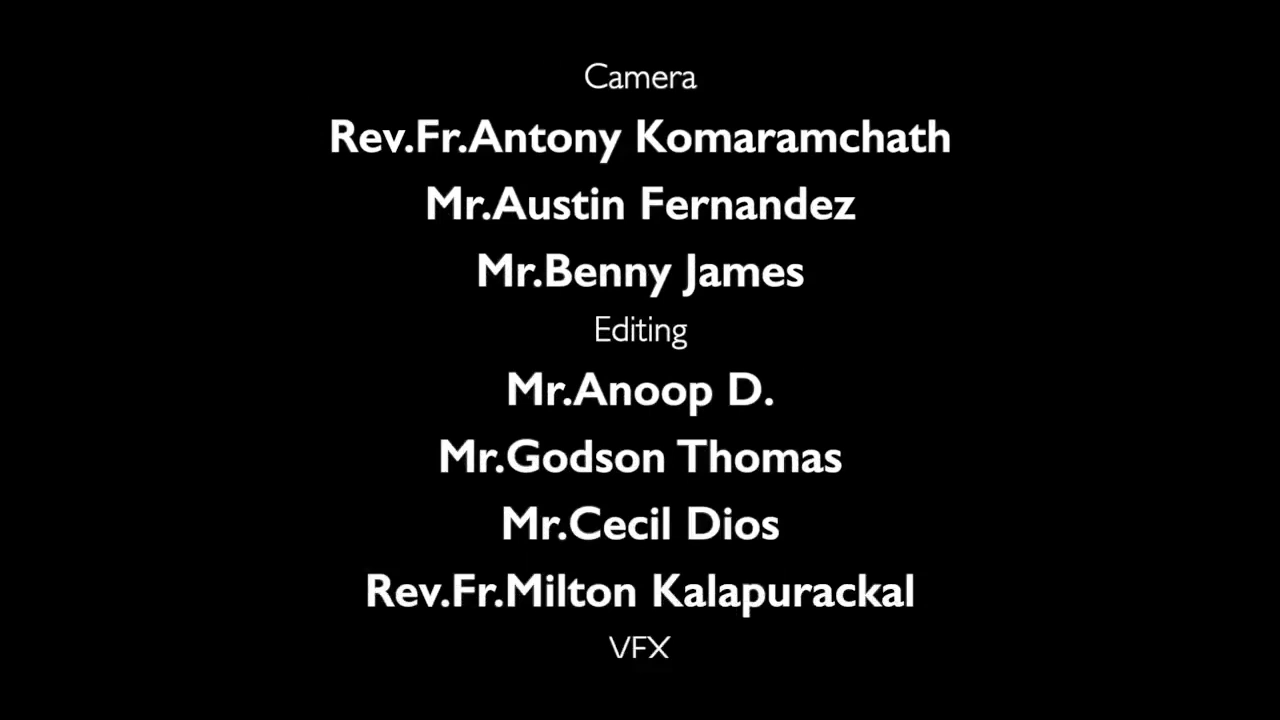 Camera
Rev.Fr.Antony Komaramchath
Mr.Austin Fernandez
Mr.Benny James
Editing
Mr.Anoop D.
Mr.Godson Thomas
Mr.Cecil Dios
Rev.Fr.Milton Kalapurackal
VFX